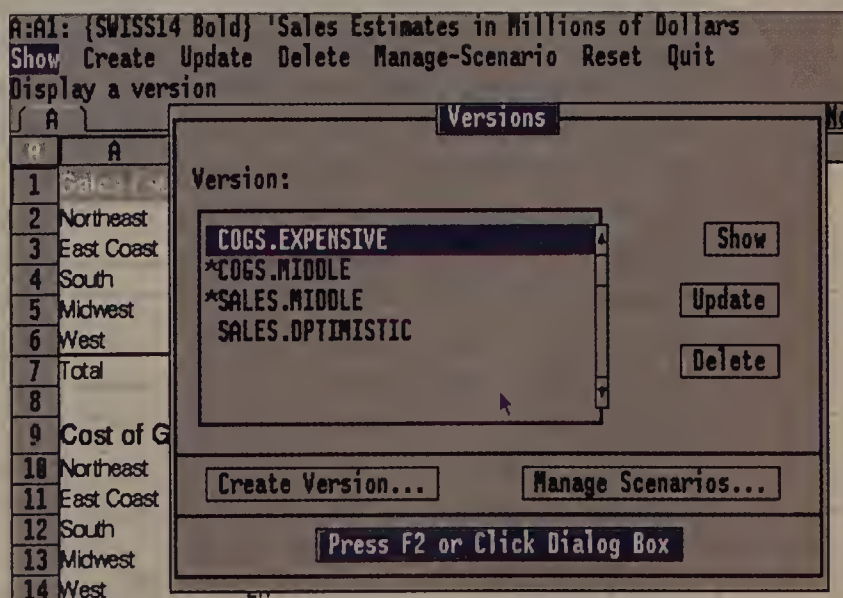 A:A1: {SWISS14 Bold} 'Sales Estimates in Millions of Dollars
Show Create Update Delete Manage-Scenario Reset Quit
Display a version
A Versions
A
1 Version:
2 Northeast
COGS.EXPENSIVE Show
3 East Coast
*COGS.MIDDLE
4 South
*SALES.MIDDLE Update
5 Midwest
SALES.OPTIMISTIC
6 West
7 Total Delete
8
9 Cost of G
10 Northeast
Create Version... Manage Scenarios...
11 East Coast
12 South
Press F2 or Click Dialog Box
13 Midwest
14 West